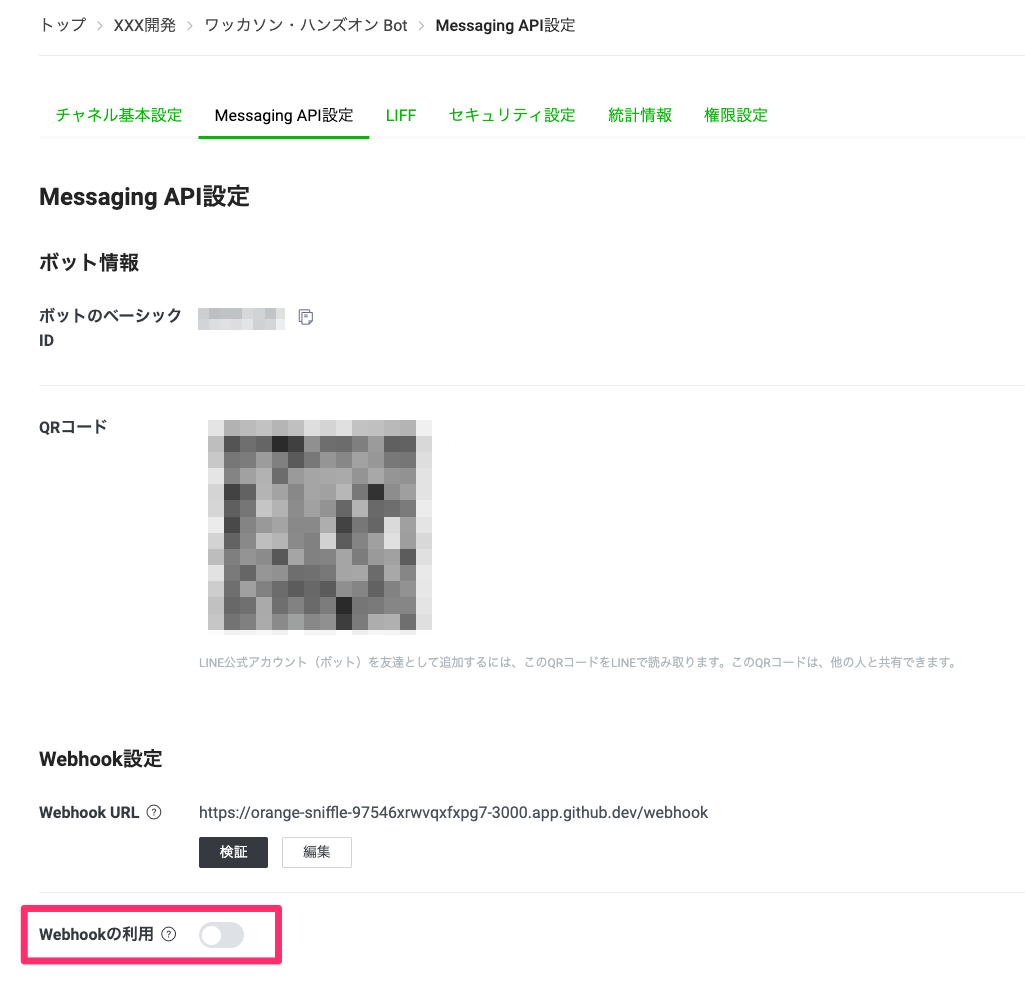 トップ > XXX開発 > ワッカソン・ハンズオン Bot > Messaging API設定
チャネル基本設定 Messaging API設定 LIFF セキュリティ設定 統計情報 権限設定
Messaging API設定
ボット情報
ボットのベーシック
ID
QRコード
LINE公式アカウント（ボット）を友達として追加するには、このQRコードをLINEで読み取ります。このQRコードは、他の人と共有できます。
Webhook設定
Webhook URL ? https://orange-sniffle-97546xrwvqxfxpg7-3000.app.github.dev/webhook
検証 編集
Webhookの利用 ?